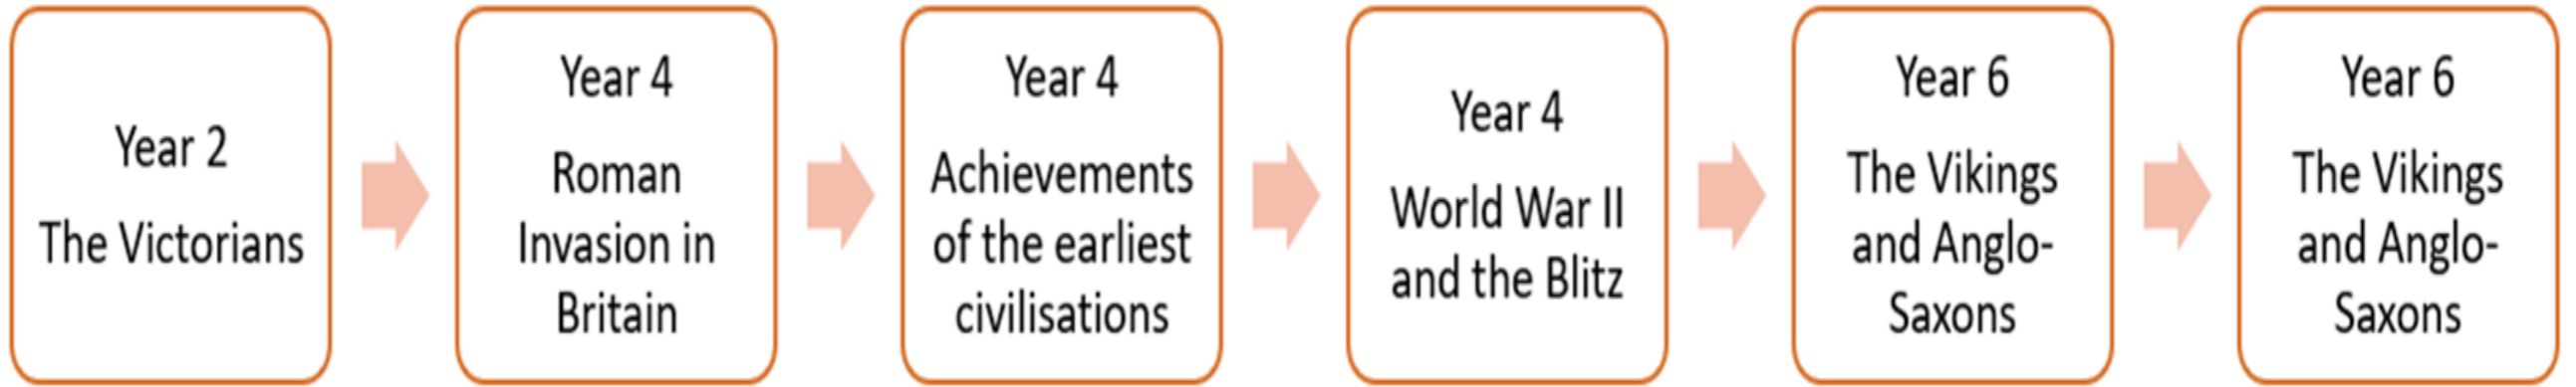 Year 2
The Victorians
Year 4
Roman
Invasion in
Britain
Year 4
Achievements
of the earliest
civilisations
Year 4
World War II
and the Blitz
Year 6
The Vikings
and Anglo-
Saxons
Year 6
The Vikings
and Anglo-
Saxons